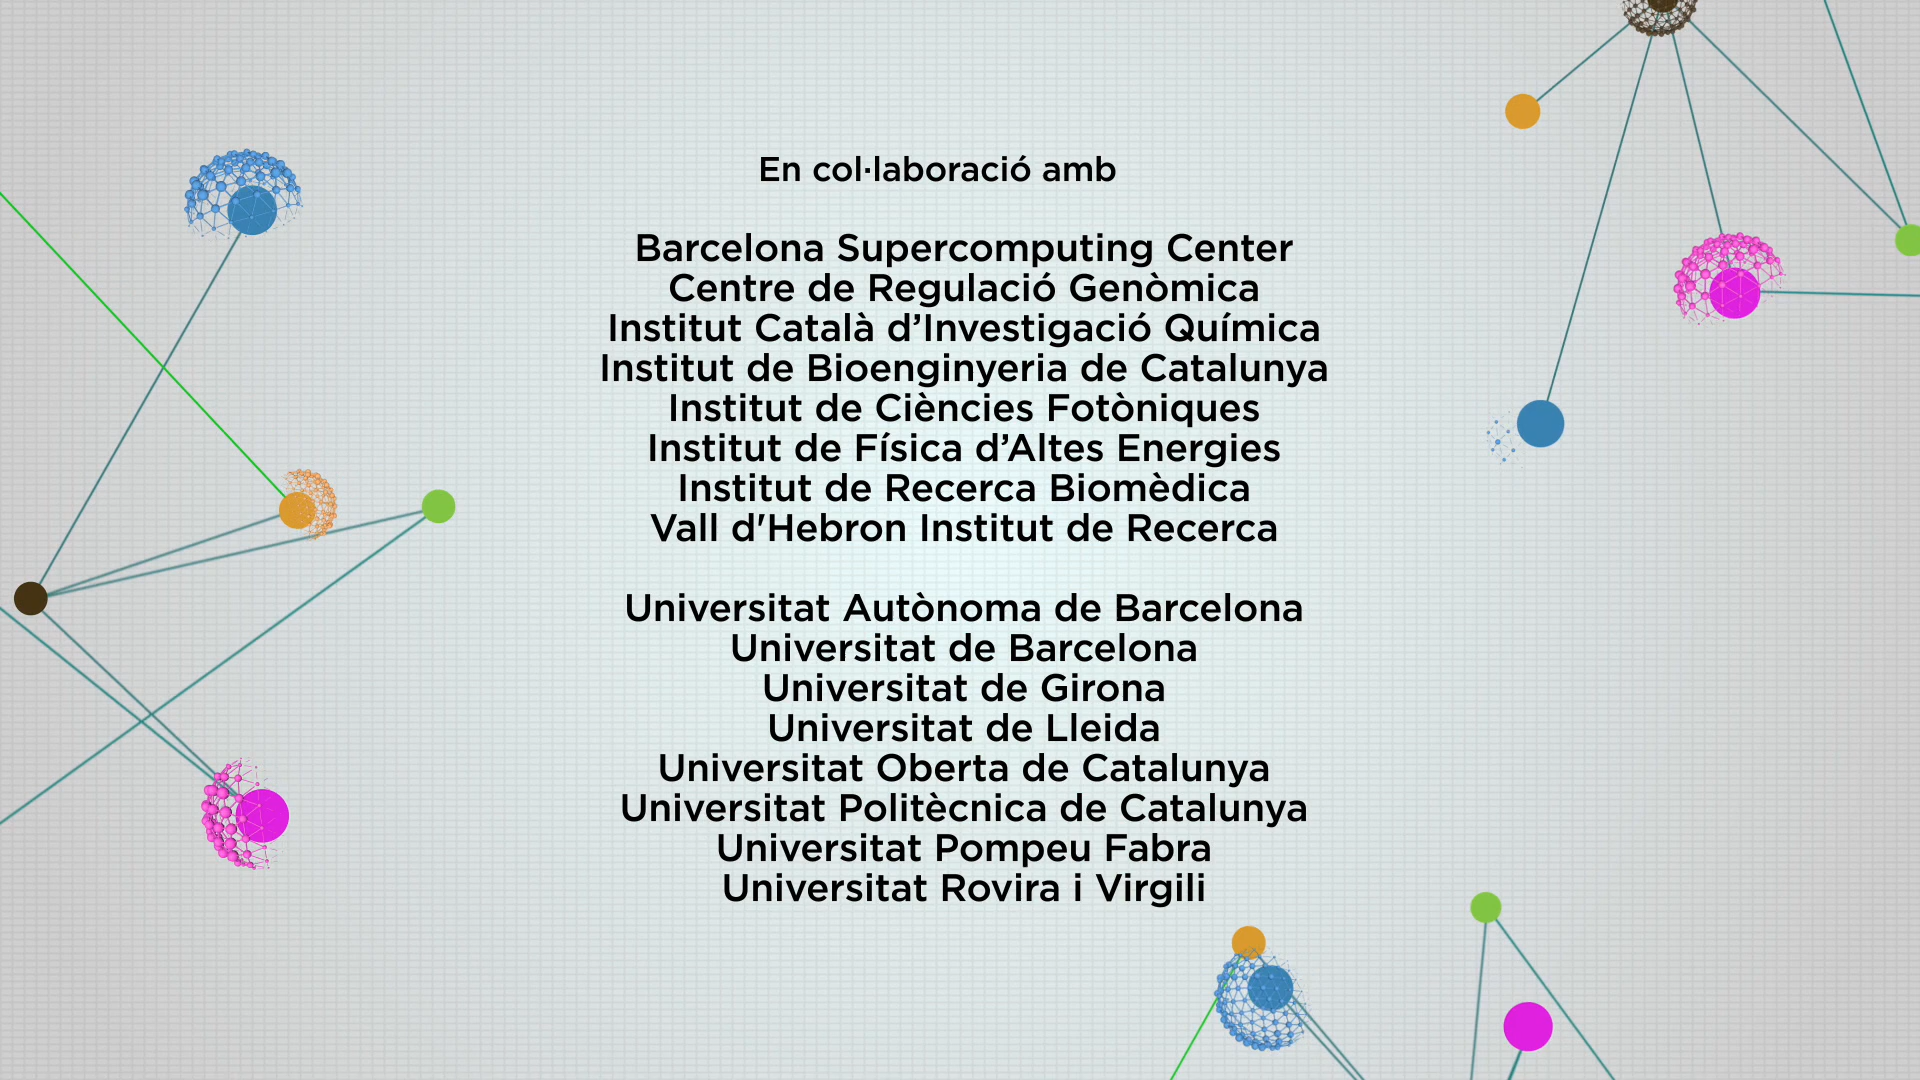 En col·laboració amb
Barcelona Supercomputing Center
Centre de Regulació Genòmica
Institut Català d’Investigació Química
Institut de Bioenginyeria de Catalunya
Institut de Ciències Fotòniques
Institut de Física d’Altes Energies
Institut de Recerca Biomèdica
Vall d'Hebron Institut de Recerca
Universitat Autònoma de Barcelona
Universitat de Barcelona
Universitat de Girona
Universitat de Lleida
Universitat Oberta de Catalunya
Universitat Politècnica de Catalunya
Universitat Pompeu Fabra
Universitat Rovira i Virgili